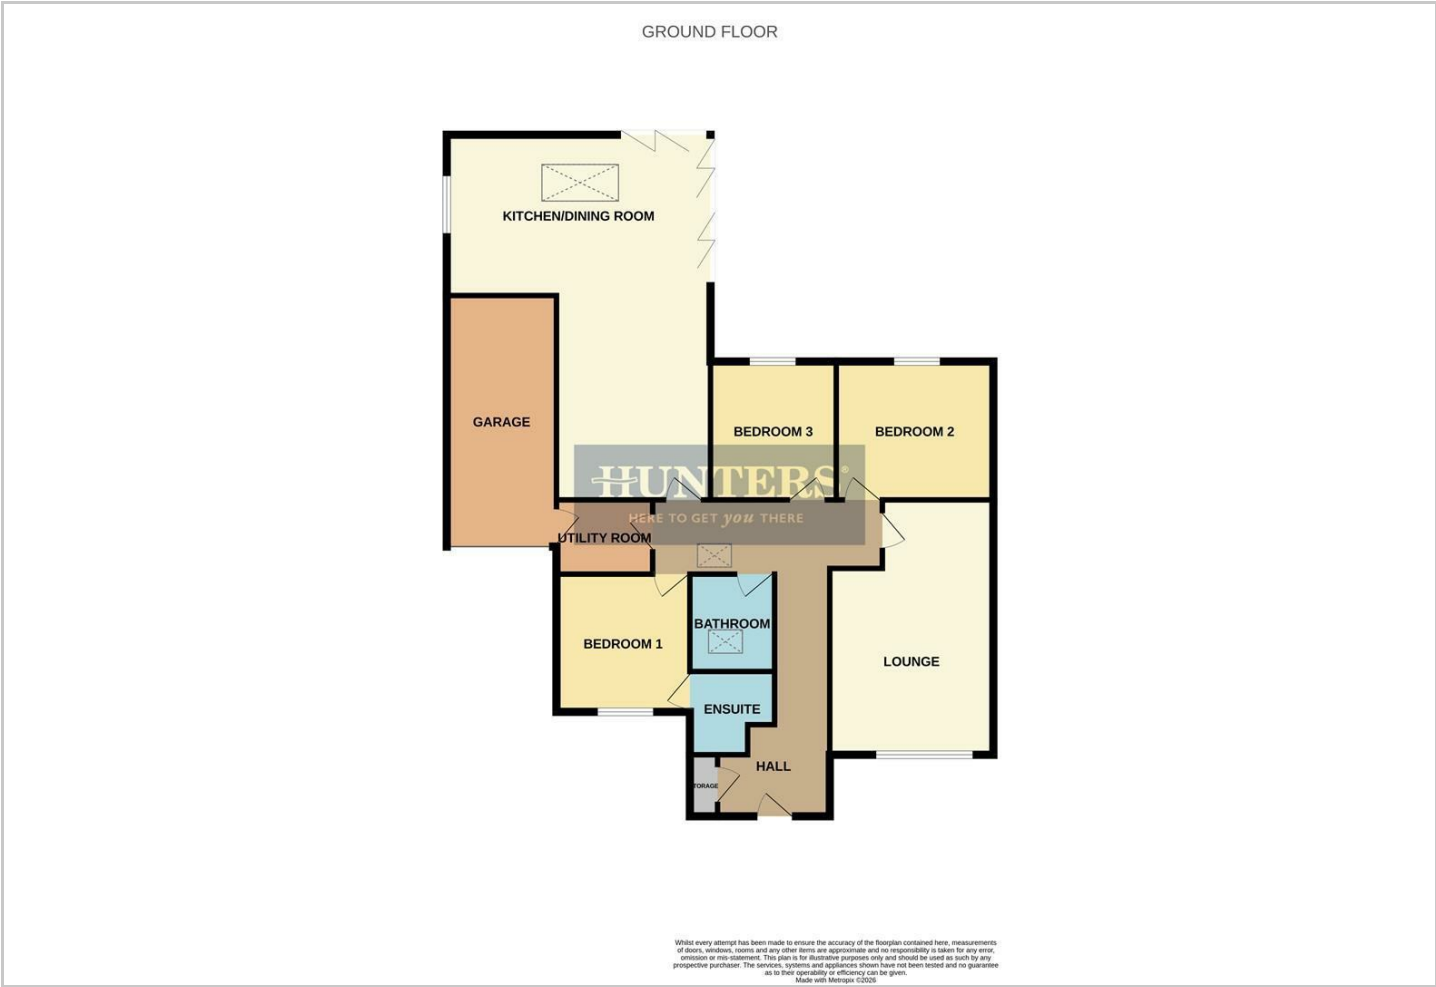 GROUND FLOOR
KITCHEN/DINING ROOM
GARAGE
BEDROOM 3
BEDROOM 2
HUNTERS®
HERE TO GET you THERE
UTILITY ROOM
BATHROOM
BEDROOM 1
LOUNGE
ENSUITE
HALL
TORAGE
Whilst every attempt has been made to ensure the accuracy of the floorplan contained here, measurements
of doors, windows, rooms and any other items are approximate and no responsibility is taken for any error,
omission or mis-statement. This plan is for illustrative purposes only and should be used as such by any
prospective purchaser. The services, systems and appliances shown have not been tested and no guarantee
as to their operability or efficiency can be given.
Made with Metropix ©2026